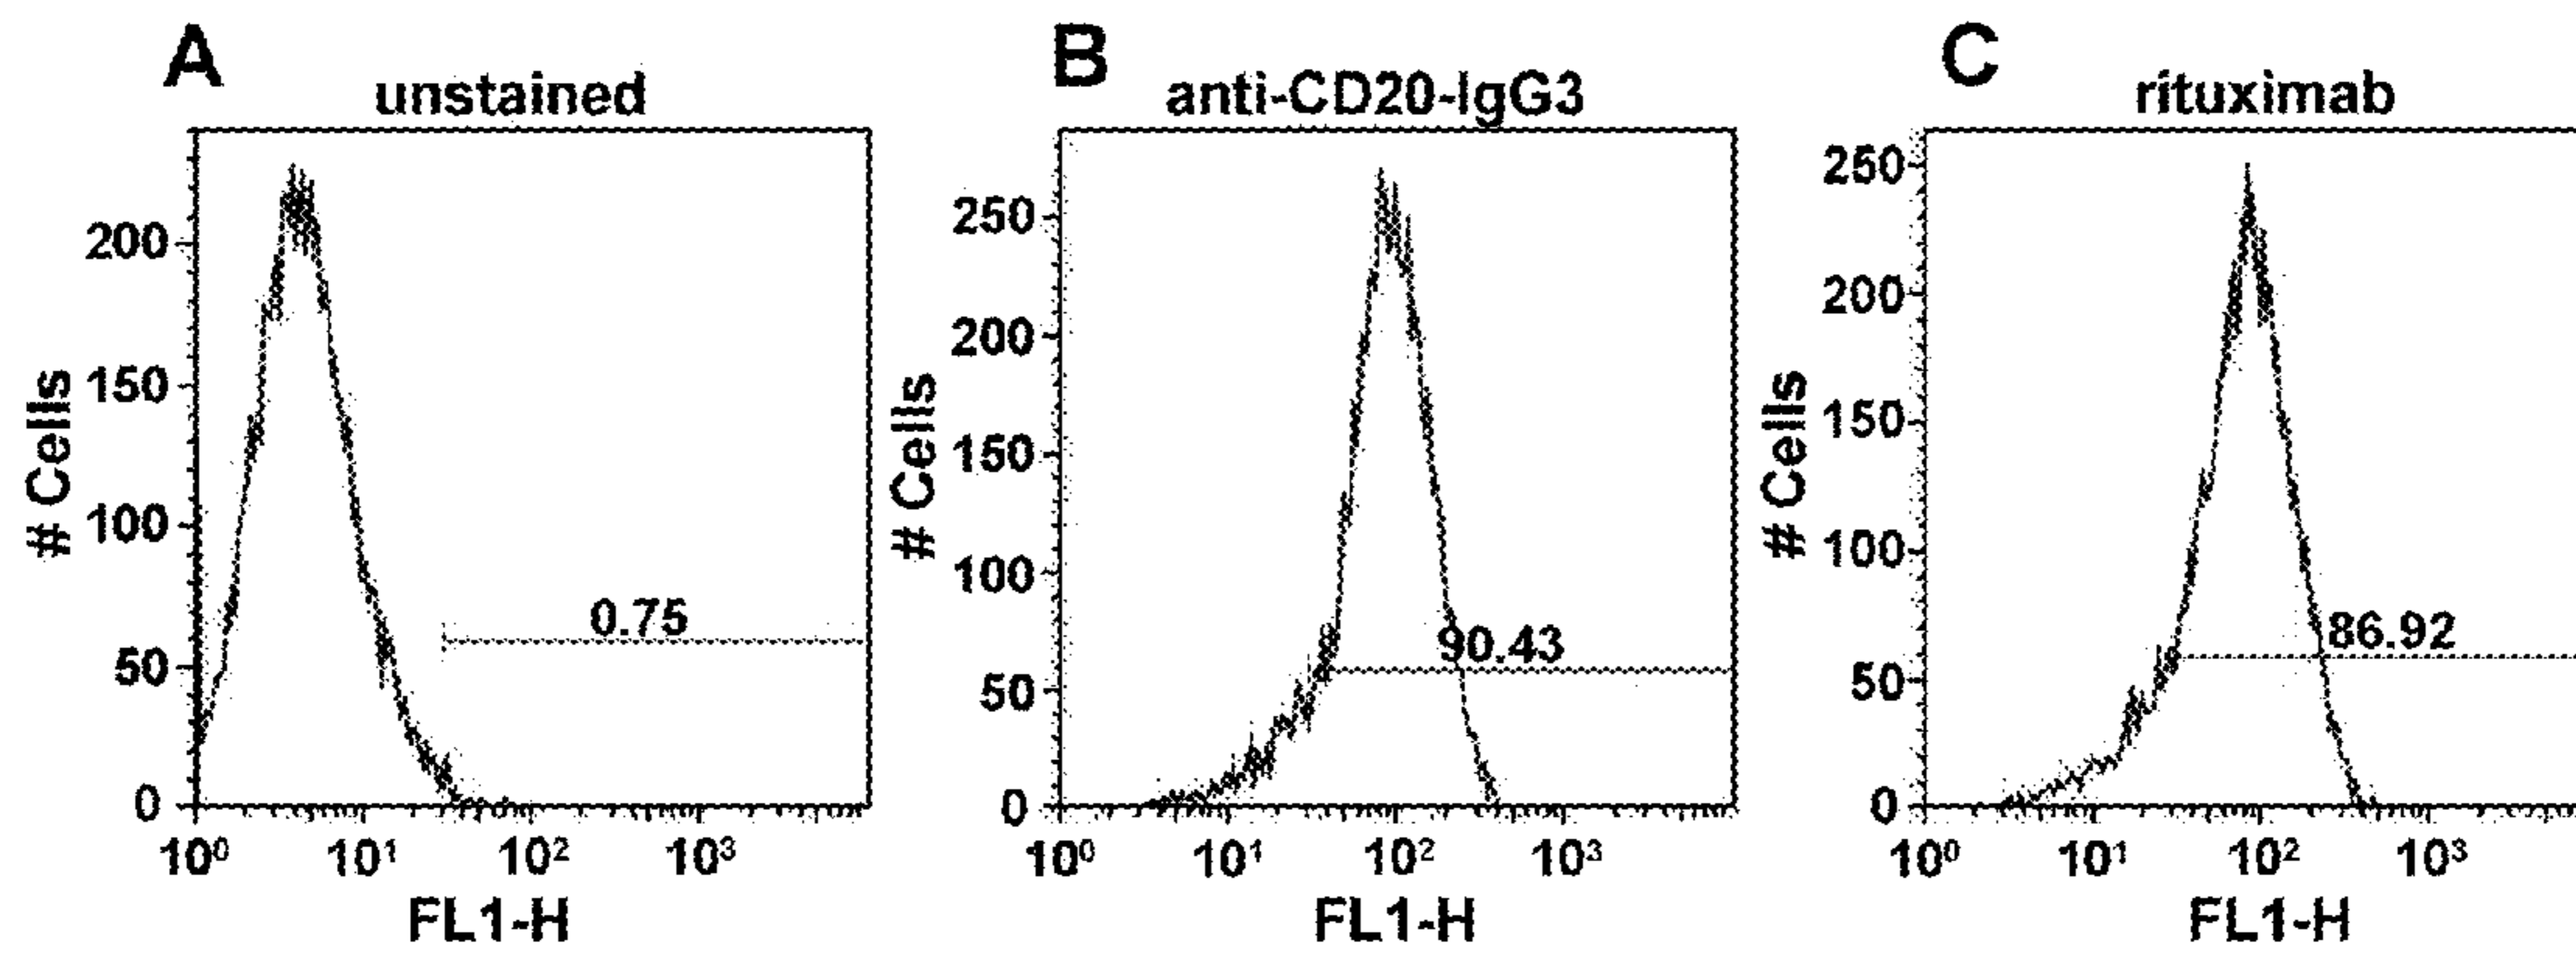 A
unstained
# Cells
200
150
100
50
0
0.75
10⁰ 10¹ 10² 10³
FL1-H
B
anti-CD20-IgG3
# Cells
250
200
150
100
50
0
90.43
10⁰ 10¹ 10² 10³
FL1-H
C
rituximab
# Cells
250
200
150
100
50
0
86.92
10⁰ 10¹ 10² 10³
FL1-H